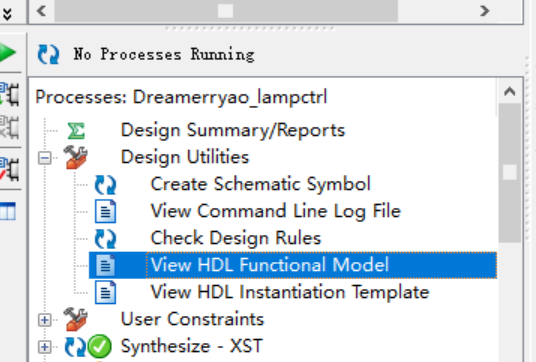 No Processes Running
Processes: Dreamerryao_lampctrl
Design Summary/Reports
Design Utilities
Create Schematic Symbol
View Command Line Log File
Check Design Rules
View HDL Functional Model
View HDL Instantiation Template
User Constraints
Synthesize - XST